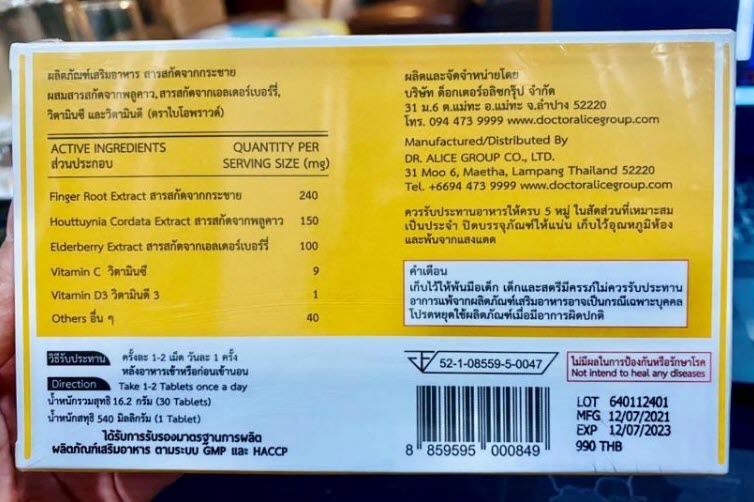 ผลิตภัณฑ์เสริมอาหาร สารสกัดจากกระชาย
ผสมสารสกัดจากพลูคาว, สารสกัดจากเอลเดอร์เบอร์รี่,
วิตามินซี และวิตามินดี (ตราไบโอพราวด์)
ACTIVE INGREDIENTS
ส่วนประกอบ
QUANTITY PER
SERVING SIZE (mg)
Finger Root Extract สารสกัดจากกระชาย 240
Houttuynia Cordata Extract สารสกัดจากพลูคาว 150
Elderberry Extract สารสกัดจากเอลเดอร์เบอร์รี่ 100
Vitamin C วิตามินซี 9
Vitamin D3 วิตามินดี 3 1
Others อื่น ๆ 40
ผลิตและจัดจำหน่ายโดย
บริษัท ด็อกเตอร์อลิซกรุ๊ป จำกัด
31 ม.6 ต.แม่ทะ อ.แม่ทะ จ.ลำปาง 52220
โทร. 094 473 9999 www.doctoralicegroup.com
Manufactured/Distributed By
DR. ALICE GROUP CO., LTD.
31 Moo 6, Maetha, Lampang Thailand 52220
Tel. +6694 473 9999 www.doctoralicegroup.com
ควรรับประทานอาหารให้ครบ 5 หมู่ ในสัดส่วนที่เหมาะสม
เป็นประจำ ปิดบรรจุภัณฑ์ให้แน่น เก็บไว้อุณหภูมิห้อง
และพ้นจากแสงแดด
คำเตือน
เก็บไว้ให้พ้นมือเด็ก เด็กและสตรีมีครรภ์ไม่ควรรับประทาน
อาการแพ้จากผลิตภัณฑ์เสริมอาหารอาจเป็นกรณีเฉพาะบุคคล
โปรดหยุดใช้ผลิตภัณฑ์เมื่อมีอาการผิดปกติ
วิธีรับประทาน ครั้งละ 1-2 เม็ด วันละ 1 ครั้ง
หลังอาหารเช้าหรือก่อนเข้านอน
Direction Take 1-2 Tablets once a day
น้ำหนักรวมสุทธิ 16.2 กรัม (30 Tablets)
น้ำหนักสุทธิ 540 มิลลิกรัม (1 Tablet)
ได้รับการรับรองมาตรฐานการผลิต
ผลิตภัณฑ์เสริมอาหาร ตามระบบ GMP และ HACCP
52-1-08559-5-0047
8 859595 000849
ไม่มีผลในการป้องกันหรือรักษาโรค
Not intend to heal any diseases
LOT 640112401
MFG 12/07/2021
EXP 12/07/2023
990 THB